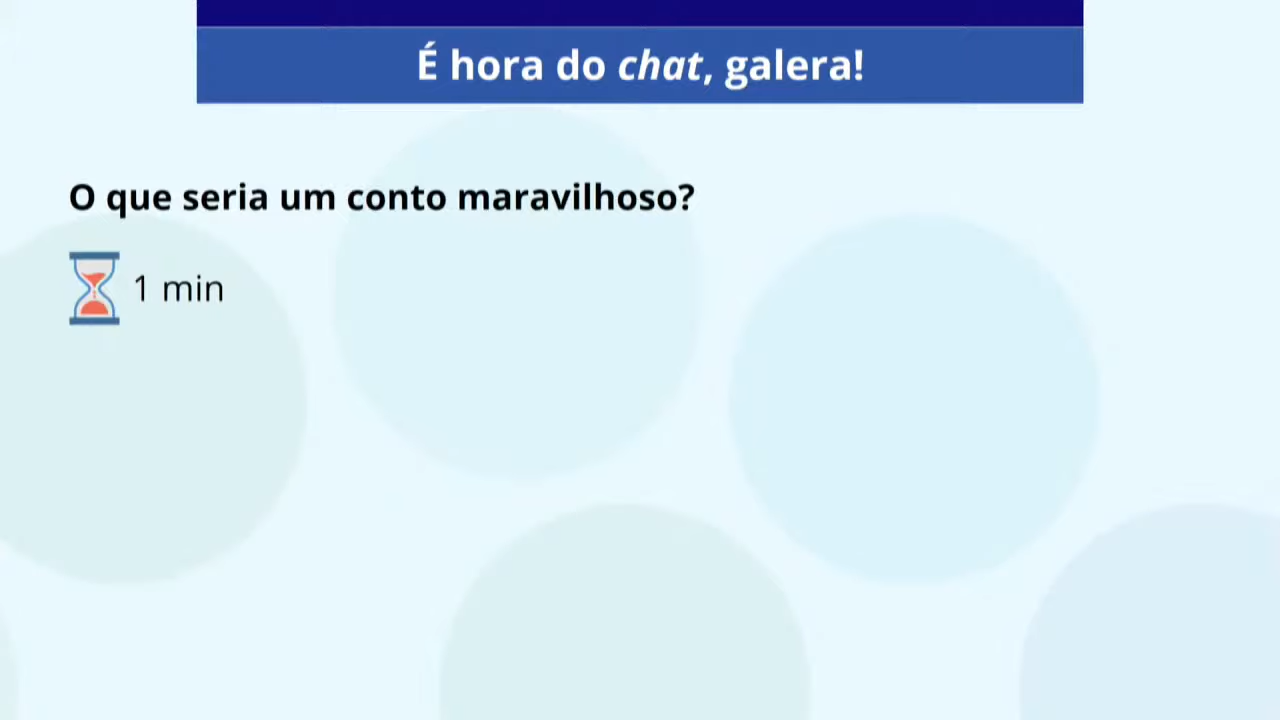 É hora do chat, galera!
O que seria um conto maravilhoso?
1 min